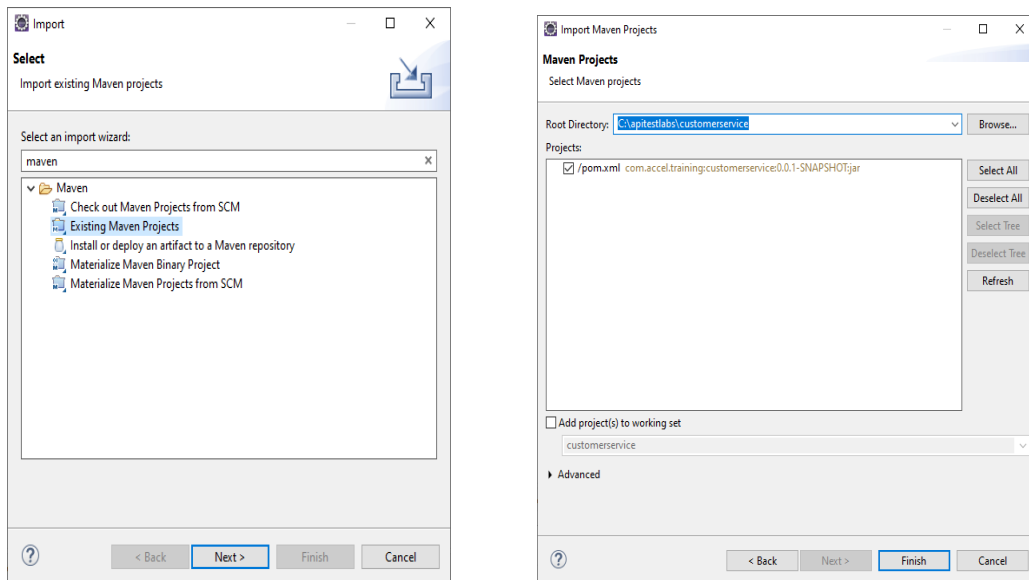 Import
Select
Import existing Maven projects
Select an import wizard:
maven
Maven
Check out Maven Projects from SCM
Existing Maven Projects
Install or deploy an artifact to a Maven repository
Materialize Maven Binary Project
Materialize Maven Projects from SCM
< Back
Next >
Finish
Cancel
Import Maven Projects
Maven Projects
Select Maven projects
Root Directory: C:\apitestlabs\customerservice
Browse...
Projects:
/pom.xml com.accel.training:customerservice:0.0.1-SNAPSHOT:jar
Select All
Deselect All
Select Tree
Deselect Tree
Refresh
Add project(s) to working set
customerservice
Advanced
< Back
Next >
Finish
Cancel